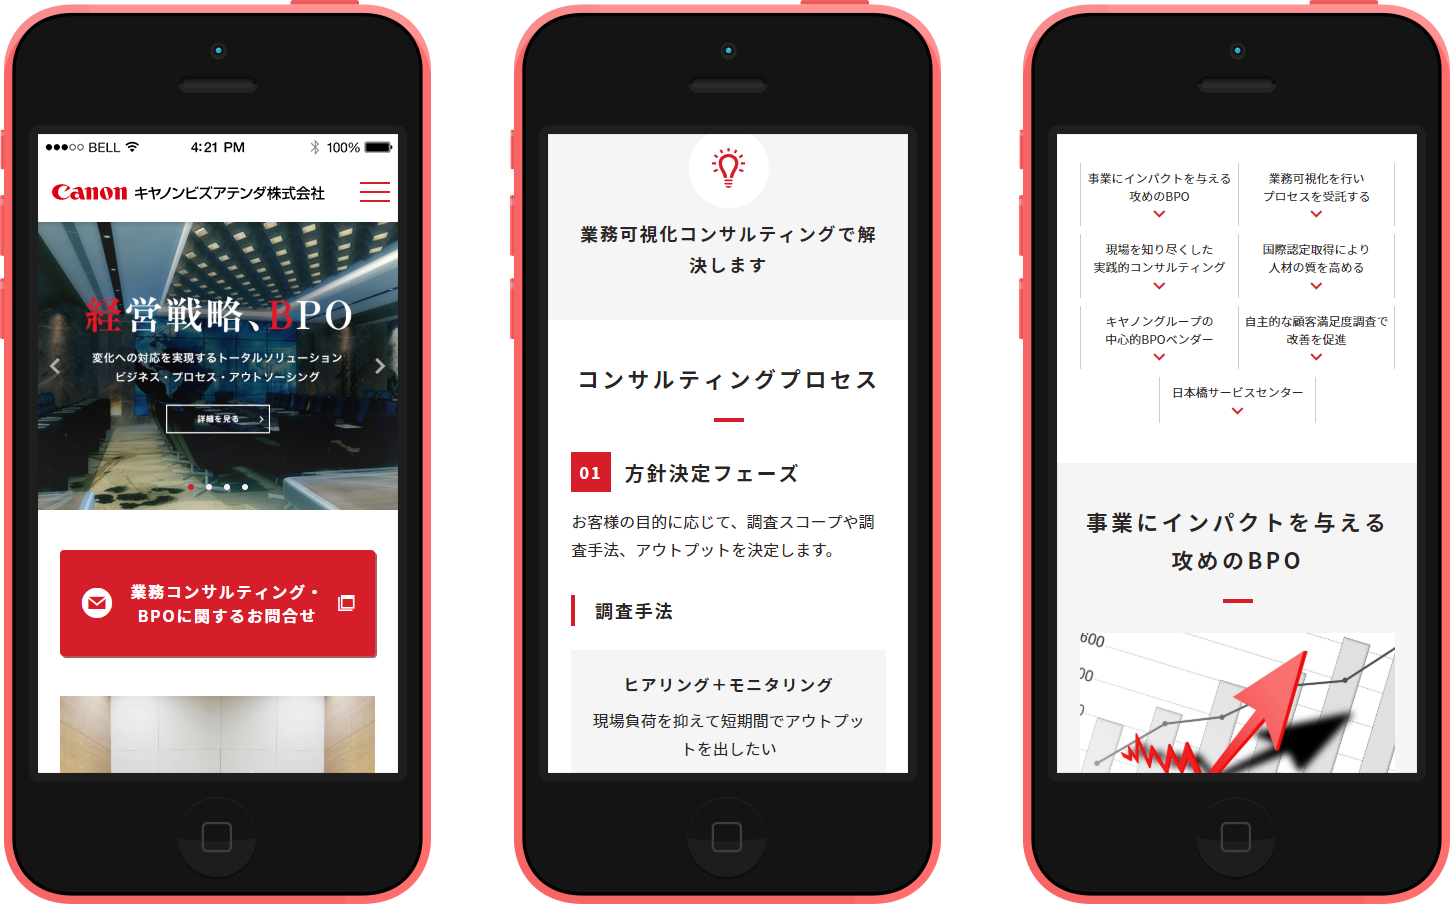 BELL 4:21 PM 100%
Canon キヤノンビズアテンダ株式会社
経営戦略、BPO
変化への対応を実現するトータルソリューション
ビジネス・プロセス・アウトソーシング
詳細を見る
業務コンサルティング・
BPOに関するお問合せ
業務可視化コンサルティングで解
決します
コンサルティングプロセス
01 方針決定フェーズ
お客様の目的に応じて、調査スコープや調
査手法、アウトプットを決定します。
調査手法
ヒアリング＋モニタリング
現場負荷を抑えて短期間でアウトプッ
トを出したい
事業にインパクトを与える
攻めのBPO
業務可視化を行い
プロセスを受託する
現場を知り尽くした
実践的コンサルティング
国際認定取得により
人材の質を高める
キヤノングループの
中心的BPOベンダー
自主的な顧客満足度調査で
改善を促進
日本橋サービスセンター
事業にインパクトを与える
攻めのBPO
600
00
0